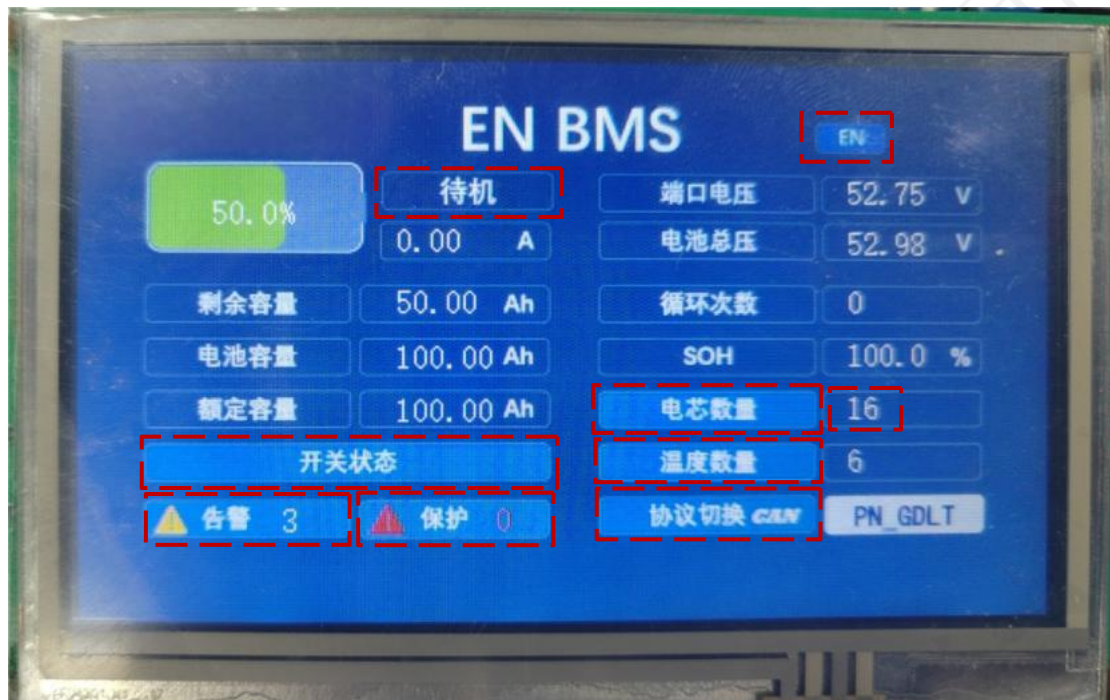 EN BMS
EN
50.0%
待机
端口电压 52.75 V
0.00 A
电池总压 52.98 V
剩余容量 50.00 Ah
循环次数 0
电池容量 100.00 Ah
SOH 100.0 %
额定容量 100.00 Ah
电芯数量 16
开关状态
温度数量 6
告警 3
保护 0
协议切换 CAN PN_GDLT